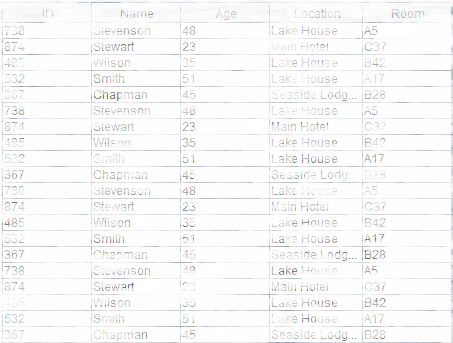 ID Name Age Location Room
738 Stevenson 48 Lake House A5
874 Stewart 23 Main Hotel C37
485 Wilson 35 Lake House B42
532 Smith 51 Lake House A17
367 Chapman 45 Seaside Lodg... B28
738 Stevenson 48 Lake House A5
874 Stewart 23 Main Hotel C37
485 Wilson 35 Lake House B42
532 Smith 51 Lake House A17
367 Chapman 45 Seaside Lodg... B28
738 Stevenson 48 Lake House A5
874 Stewart 23 Main Hotel C37
485 Wilson 35 Lake House B42
532 Smith 51 Lake House A17
367 Chapman 45 Seaside Lodg... B28
738 Stevenson 48 Lake House A5
874 Stewart 23 Main Hotel C37
485 Wilson 35 Lake House B42
532 Smith 51 Lake House A17
367 Chapman 45 Seaside Lodg... B28